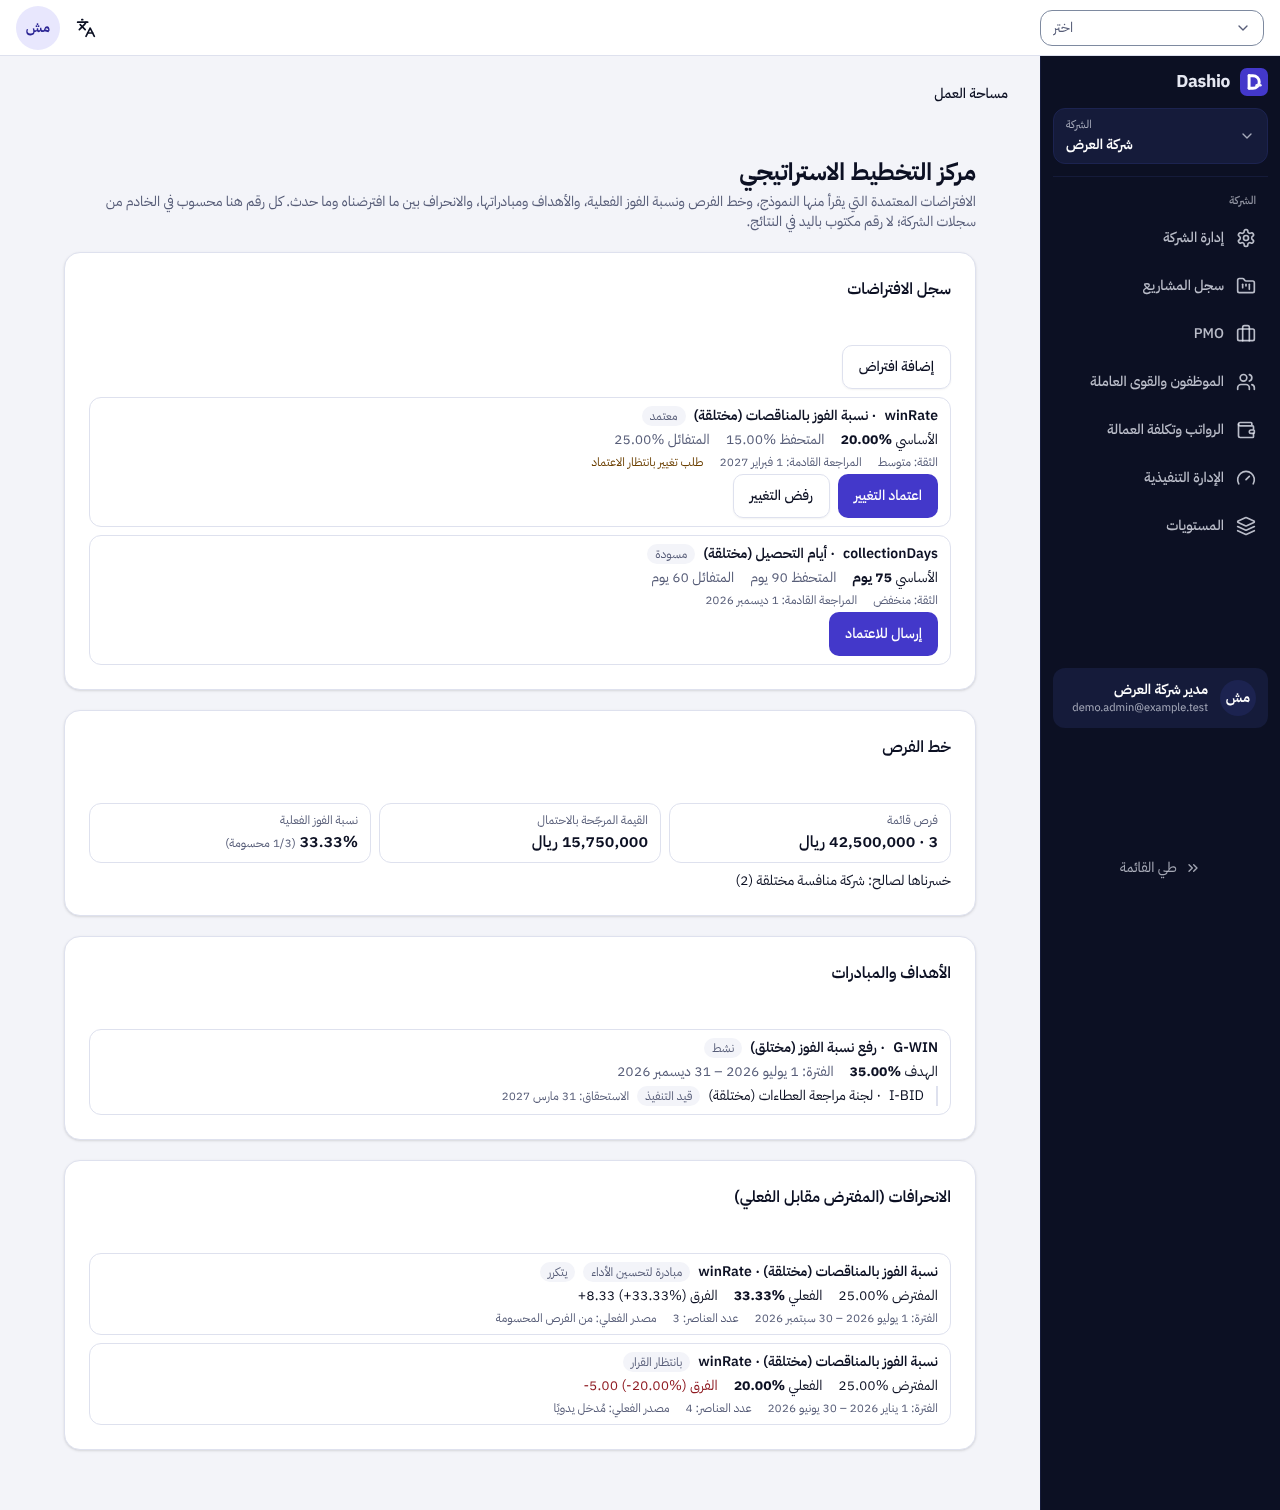 اختر
مش
Dashio
الشركة
شركة العرض
الشركة
إدارة الشركة
سجل المشاريع
PMO
الموظفون والقوى العاملة
الرواتب وتكلفة العمالة
الإدارة التنفيذية
المستويات
مش
مدير شركة العرض
demo.admin@example.test
طي القائمة
مساحة العمل
مركز التخطيط الاستراتيجي
الافتراضات المعتمدة التي يقرأ منها النموذج، وخط الفرص ونسبة الفوز الفعلية، والأهداف ومبادراتها، والانحراف بين ما افترضناه وما حدث. كل رقم هنا محسوب في الخادم من
سجلات الشركة؛ لا رقم مكتوب باليد في النتائج.
سجل الافتراضات
إضافة افتراض
winRate · نسبة الفوز بالمناقصات (مختلقة) معتمد
الأساسي 20.00% المتحفظ 15.00% المتفائل 25.00%
الثقة: متوسط المراجعة القادمة: 1 فبراير 2027 طلب تغيير بانتظار الاعتماد
اعتماد التغيير رفض التغيير
collectionDays · أيام التحصيل (مختلقة) مسودة
الأساسي 75 يوم المتحفظ 90 يوم المتفائل 60 يوم
الثقة: منخفض المراجعة القادمة: 1 ديسمبر 2026
إرسال للاعتماد
خط الفرص
فرص قائمة
3 · 42,500,000 ريال
القيمة المرجّحة بالاحتمال
15,750,000 ريال
نسبة الفوز الفعلية
33.33% (1/3 محسومة)
خسرناها لصالح: شركة منافسة مختلقة (2)
الأهداف والمبادرات
G-WIN · رفع نسبة الفوز (مختلق) نشط
الهدف 35.00% الفترة: 1 يوليو 2026 – 31 ديسمبر 2026
I-BID · لجنة مراجعة العطاءات (مختلقة) قيد التنفيذ الاستحقاق: 31 مارس 2027
الانحرافات (المفترض مقابل الفعلي)
نسبة الفوز بالمناقصات (مختلقة) · winRate مبادرة لتحسين الأداء يتكرر
المفترض 25.00% الفعلي 33.33% الفرق +8.33 (+33.33%)
الفترة: 1 يوليو 2026 – 30 سبتمبر 2026 عدد العناصر: 3 مصدر الفعلي: من الفرص المحسومة
نسبة الفوز بالمناقصات (مختلقة) · winRate بانتظار القرار
المفترض 25.00% الفعلي 20.00% الفرق -5.00 (-20.00%)
الفترة: 1 يناير 2026 – 30 يونيو 2026 عدد العناصر: 4 مصدر الفعلي: مُدخل يدويًا